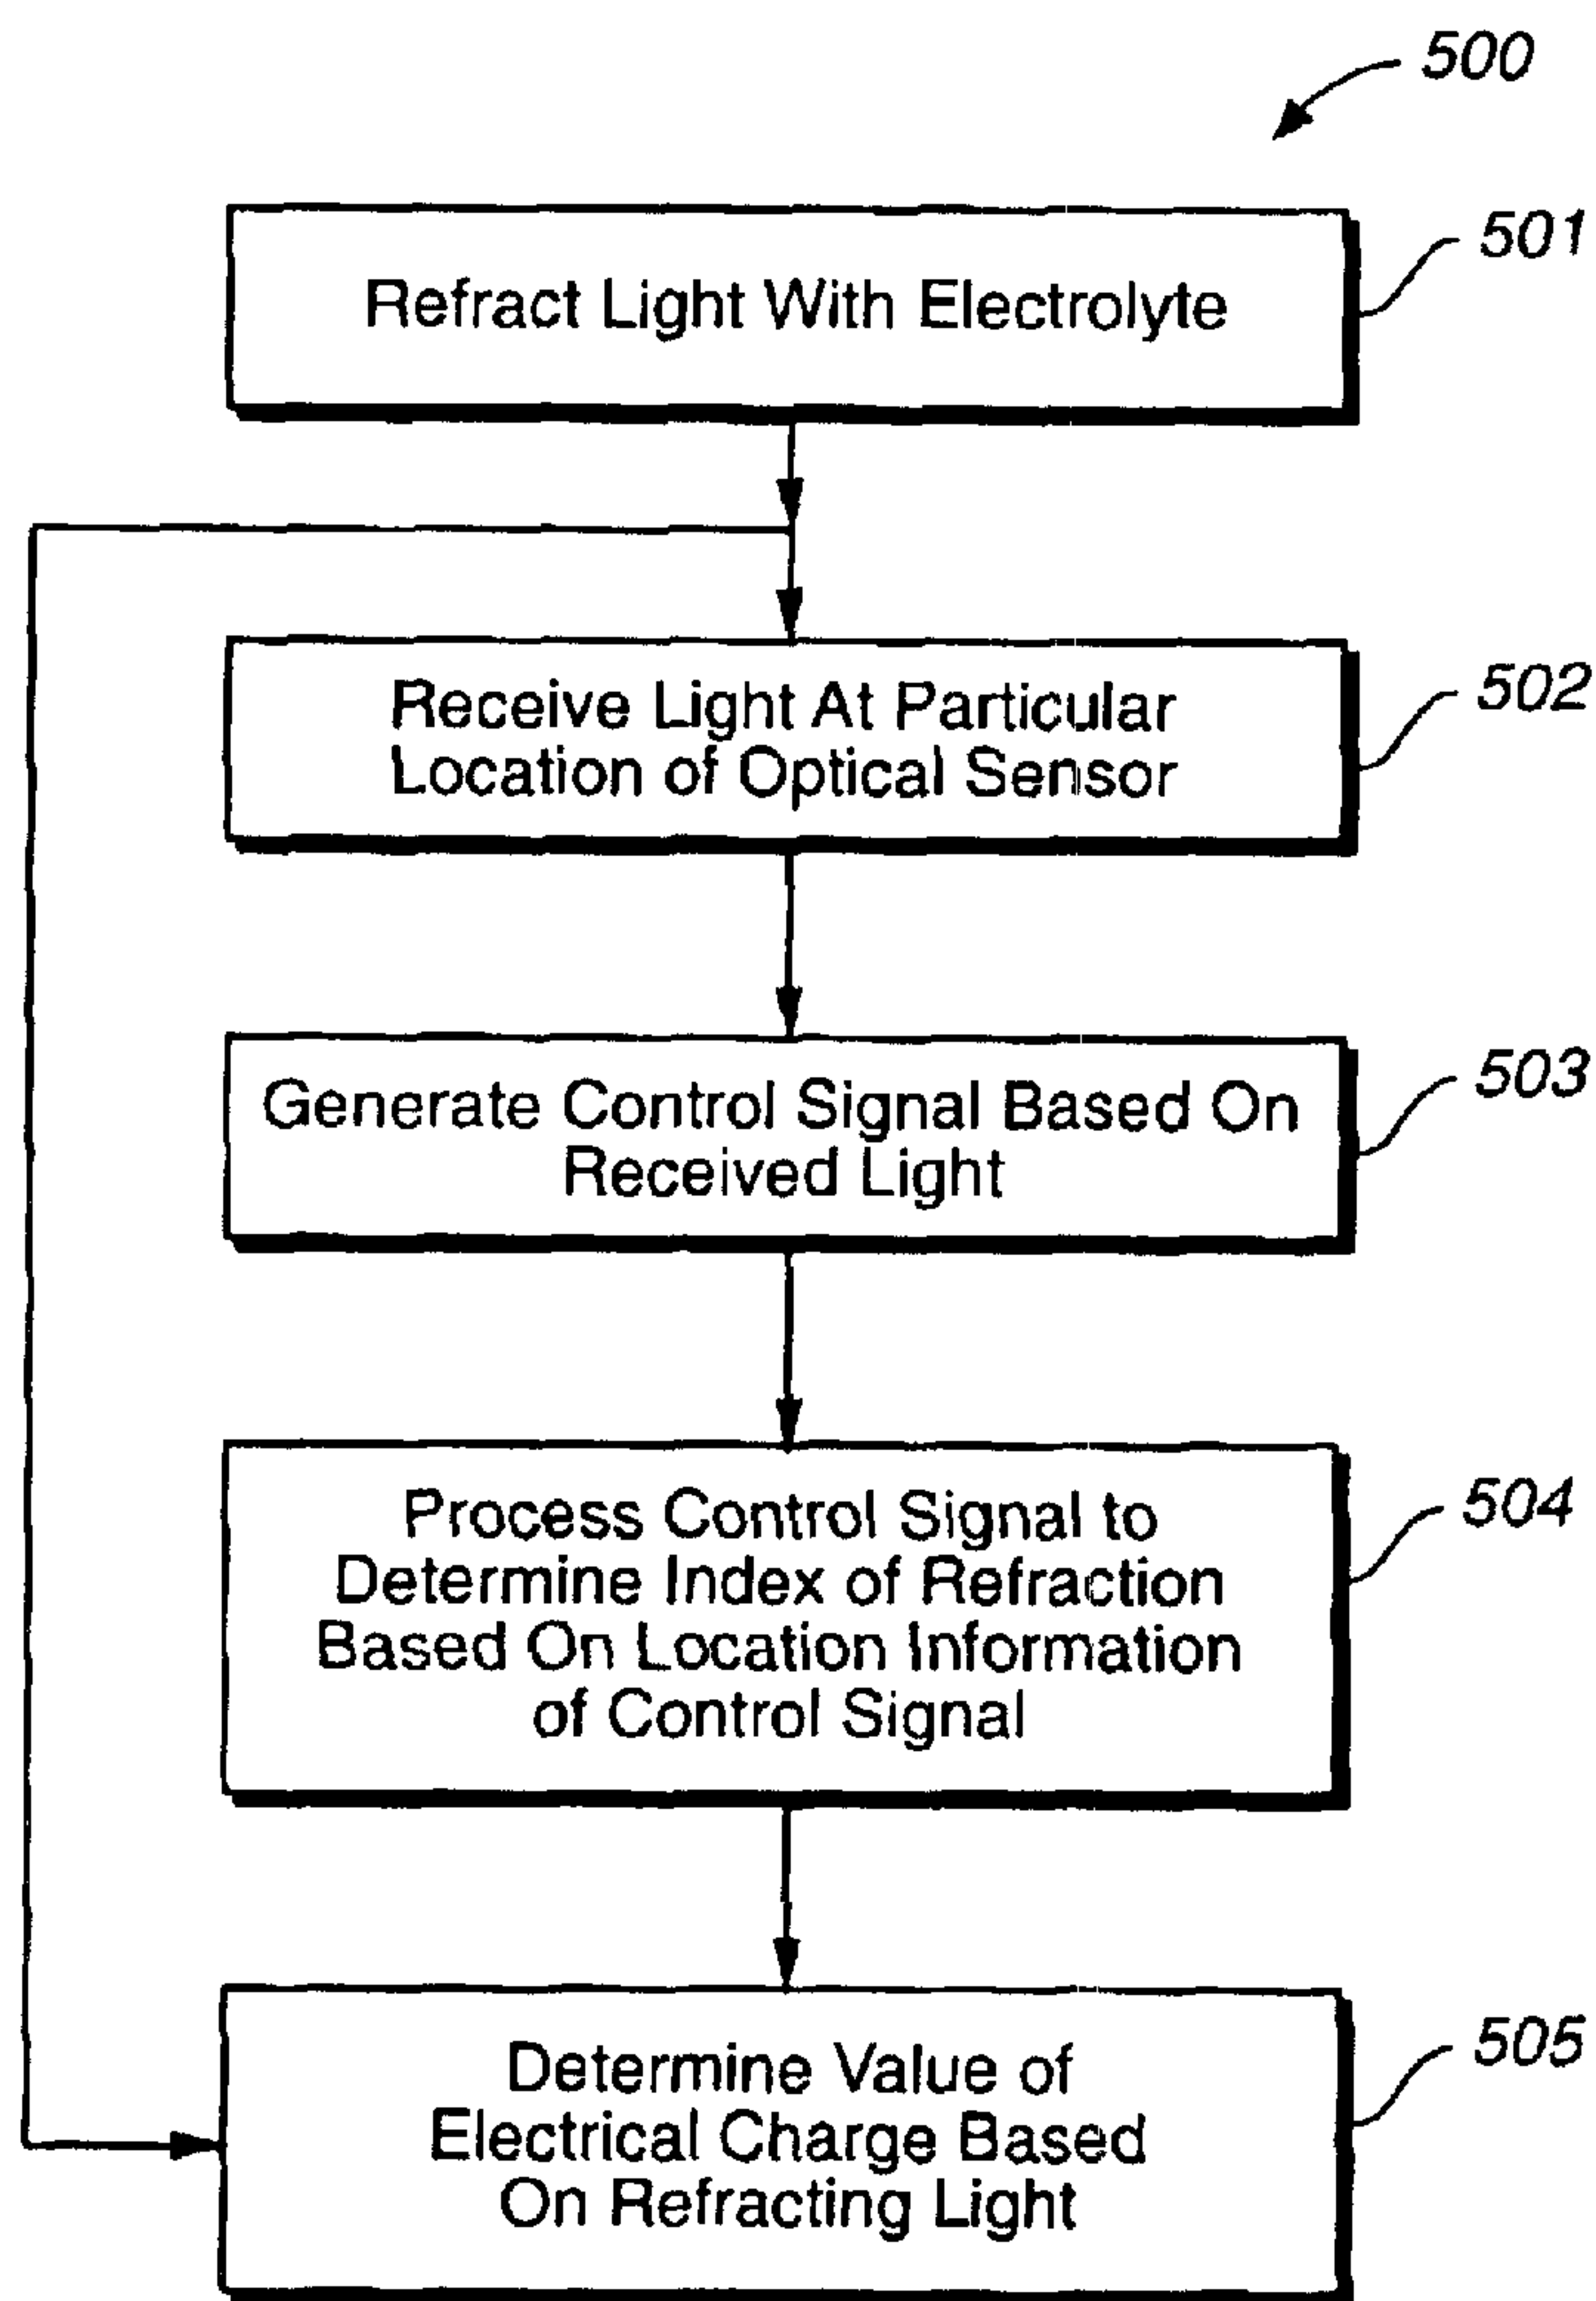 500
501
Refract Light With Electrolyte
502
Receive Light At Particular
Location of Optical Sensor
503
Generate Control Signal Based On
Received Light
504
Process Control Signal to
Determine Index of Refraction
Based On Location Information
of Control Signal
505
Determine Value of
Electrical Charge Based
On Refracting Light